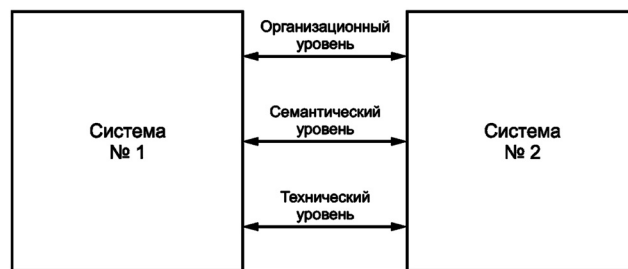 Организационный
уровень
Семантический
уровень
Система
№ 1
Система
№ 2
Технический
уровень